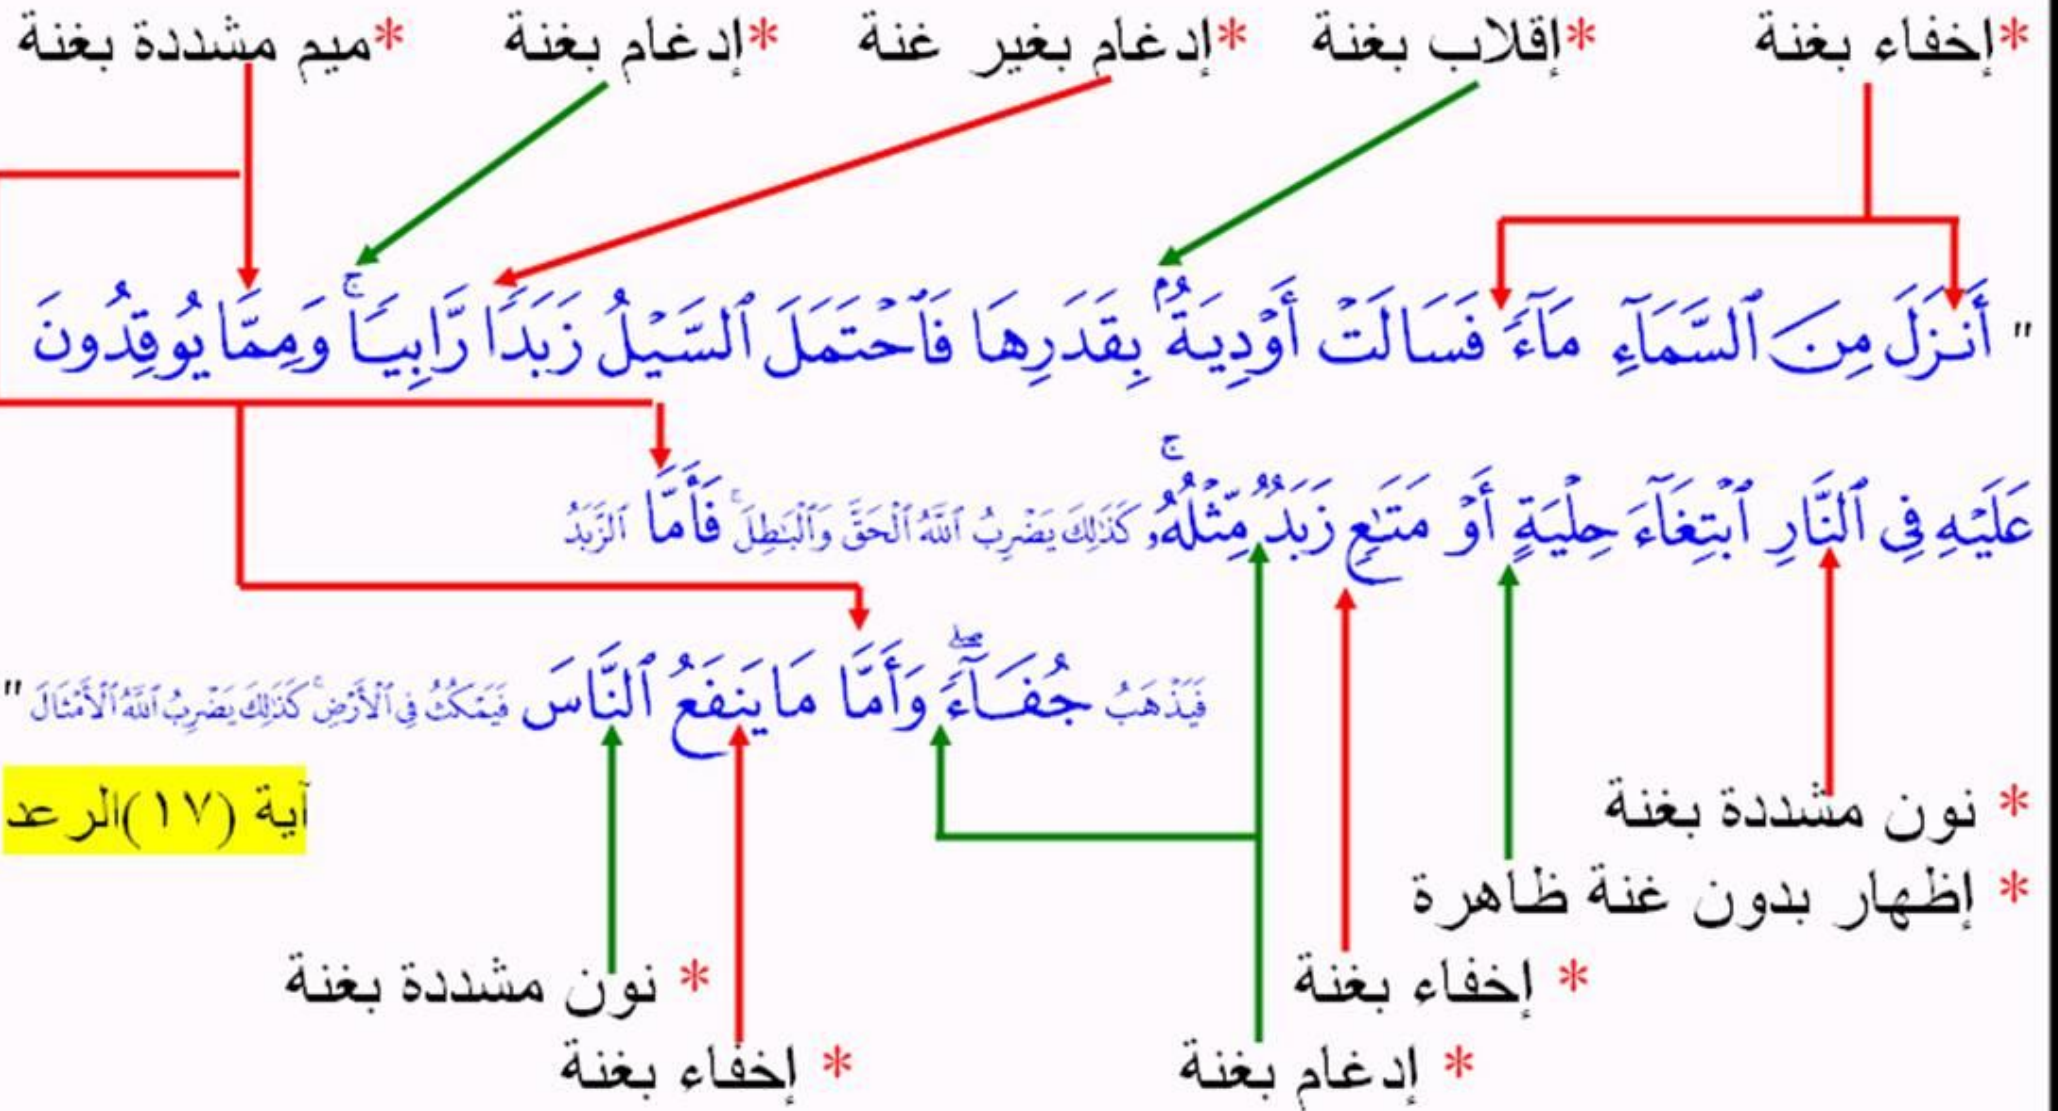 *إخفاء بغنة *إقلاب بغنة *إدغام بغير غنة *إدغام بغنة *ميم مشددة بغنة
" أَنزَلَ مِنَ ٱلسَّمَآءِ مَآءً فَسَالَتْ أَوْدِيَةٌۢ بِقَدَرِهَا فَٱحْتَمَلَ ٱلسَّيْلُ زَبَدًا رَّابِيًا ۚ وَمِمَّا يُوقِدُونَ
عَلَيْهِ فِى ٱلنَّارِ ٱبْتِغَآءَ حِلْيَةٍ أَوْ مَتَـٰعٍ زَبَدٌ مِّثْلُهُۥ ۚ كَذَٰلِكَ يَضْرِبُ ٱللَّهُ ٱلْحَقَّ وَٱلْبَـٰطِلَ ۚ فَأَمَّا ٱلزَّبَدُ
فَيَذْهَبُ جُفَآءً ۖ وَأَمَّا مَا يَنفَعُ ٱلنَّاسَ فَيَمْكُثُ فِى ٱلْأَرْضِ ۚ كَذَٰلِكَ يَضْرِبُ ٱللَّهُ ٱلْأَمْثَالَ "
* نون مشددة بغنة
آية (١٧)الرعد
* إظهار بدون غنة ظاهرة
* إخفاء بغنة
* نون مشددة بغنة
* إدغام بغنة
* إخفاء بغنة